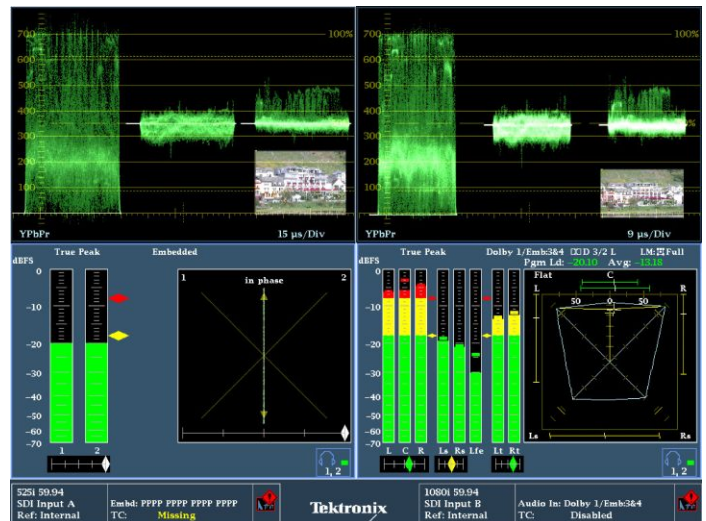 700
600
500
400
300
200
100
100%
YPbPr
15 µs/Div
700
600
500
400
300
200
100
100%
YPbPr
9 µs/Div
True Peak
Embedded
dBFS
0
-10
-20
-30
-40
-50
-60
-70
1 2
1 2
in phase
1, 2
True Peak
Dolby 1/Emb:3&4
D 3/2 L
LM: Full
Pgm Ld: -20.10 Avg: -13.18
dBFS
0
-10
-20
-30
-40
-50
-60
-70
L C R Ls Rs Lfe Lt Rt
Flat
C
L R
50 0 50
Ls Rs
1, 2
525i 59.94
SDI Input A
Ref: Internal
Embd: PPPP PPPP PPPP PPPP
TC: Missing
Tektronix
1080i 59.94
SDI Input B
Ref: Internal
Audio In: Dolby 1/Emb:3&4
TC: Disabled